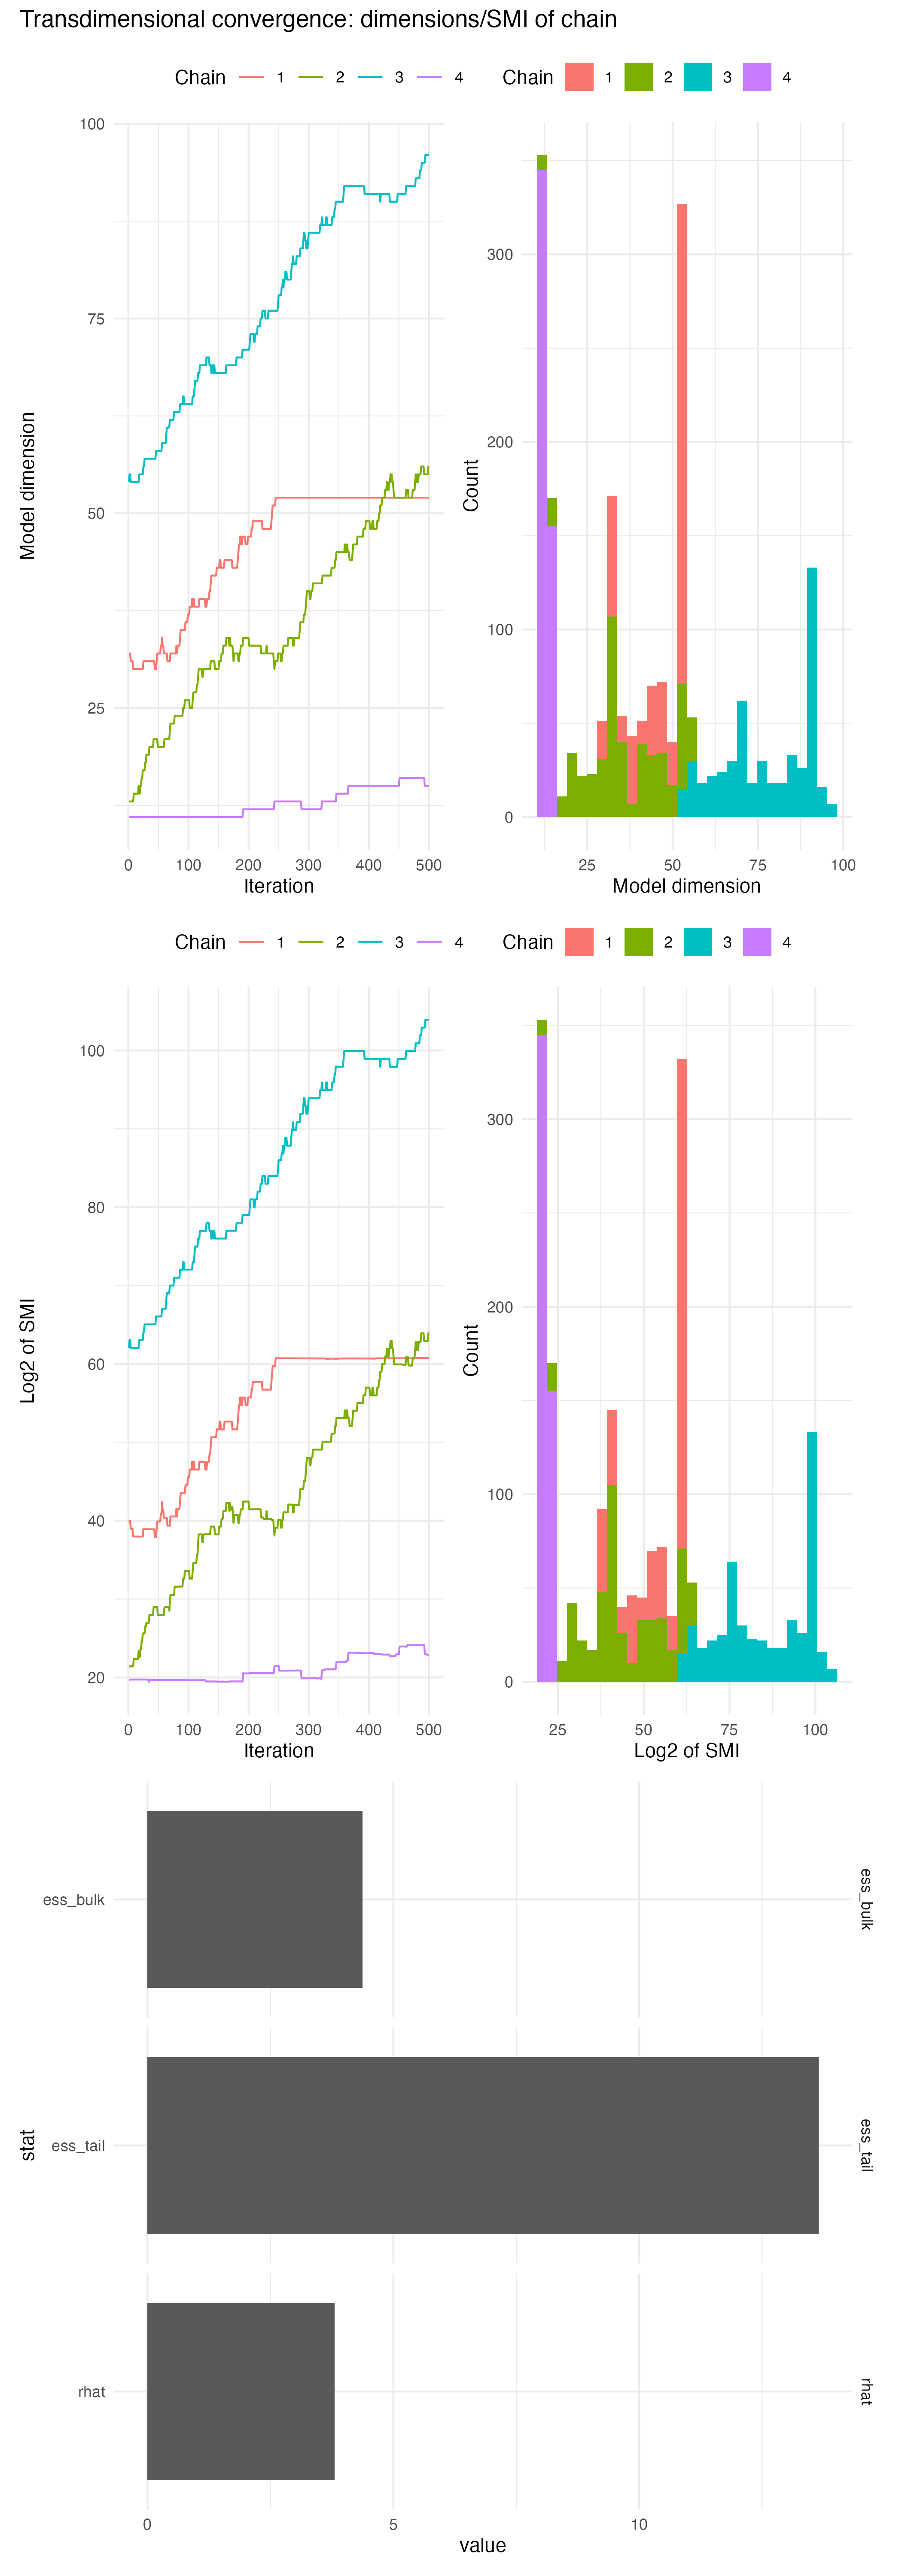 Transdimensional convergence: dimensions/SMI of chain
Chain 1 2 3 4
Chain 1 2 3 4
Model dimension
100
75
50
25
0 100 200 300 400 500
Iteration
Count
300
200
100
0
25 50 75 100
Model dimension
Chain 1 2 3 4
Chain 1 2 3 4
Log2 of SMI
100
80
60
40
20
0 100 200 300 400 500
Iteration
Count
300
200
100
0
25 50 75 100
Log2 of SMI
stat
ess_bulk
ess_bulk
ess_tail
ess_tail
rhat
rhat
0 5 10
value